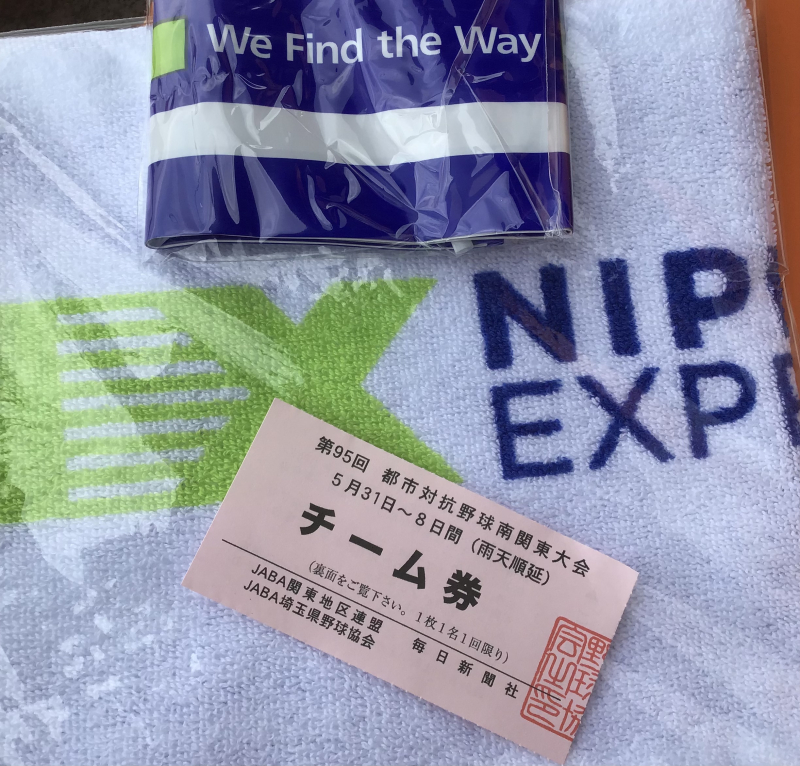 We Find the Way
NIP
EXP
第95回 都市対抗野球南関東大会
5月31日～8日間（雨天順延）
チーム券
（裏面をご覧下さい。1枚1名1回限り）
JABA関東地区連盟
JABA埼玉県野球協会
毎日新聞社